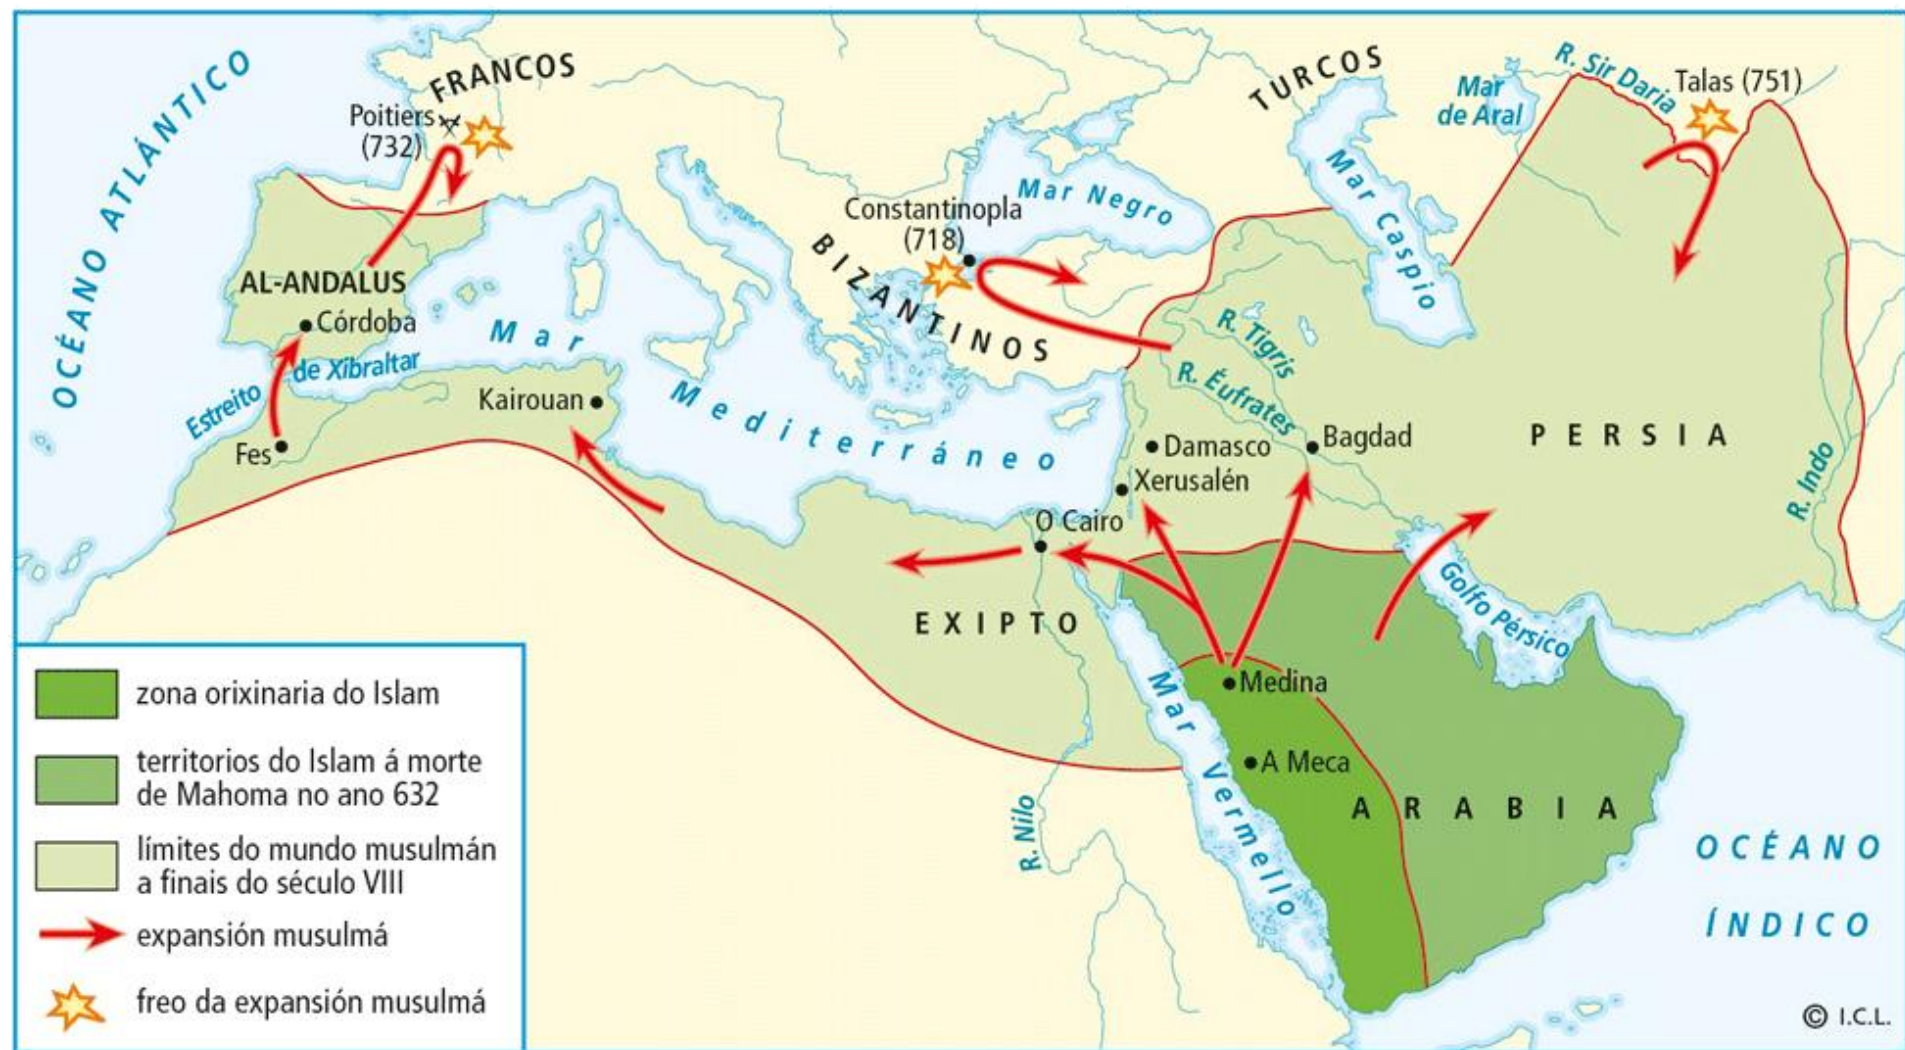 OCÉANO ATLÁNTICO
FRANCOS
Poitiers
(732)
TURCOS
Mar
de Aral
R. Sir Daria
Talas (751)
Mar Negro
Mar Caspio
Constantinopla
(718)
BIZANTINOS
AL-ANDALUS
Córdoba
Estreito
de Xibraltar
Fes
Kairouan
Mar
Mediterráneo
R. Tigris
R. Éufrates
Damasco
Bagdad
Xerusalén
PERSIA
R. Indo
O Cairo
EXIPTO
Golfo Pérsico
Medina
A Meca
Mar Vermello
ARABIA
R. Nilo
OCÉANO
ÍNDICO
zona orixinaria do Islam
territorios do Islam á morte
de Mahoma no ano 632
límites do mundo musulmán
a finais do século VIII
expansión musulmá
freo da expansión musulmá
© I.C.L.